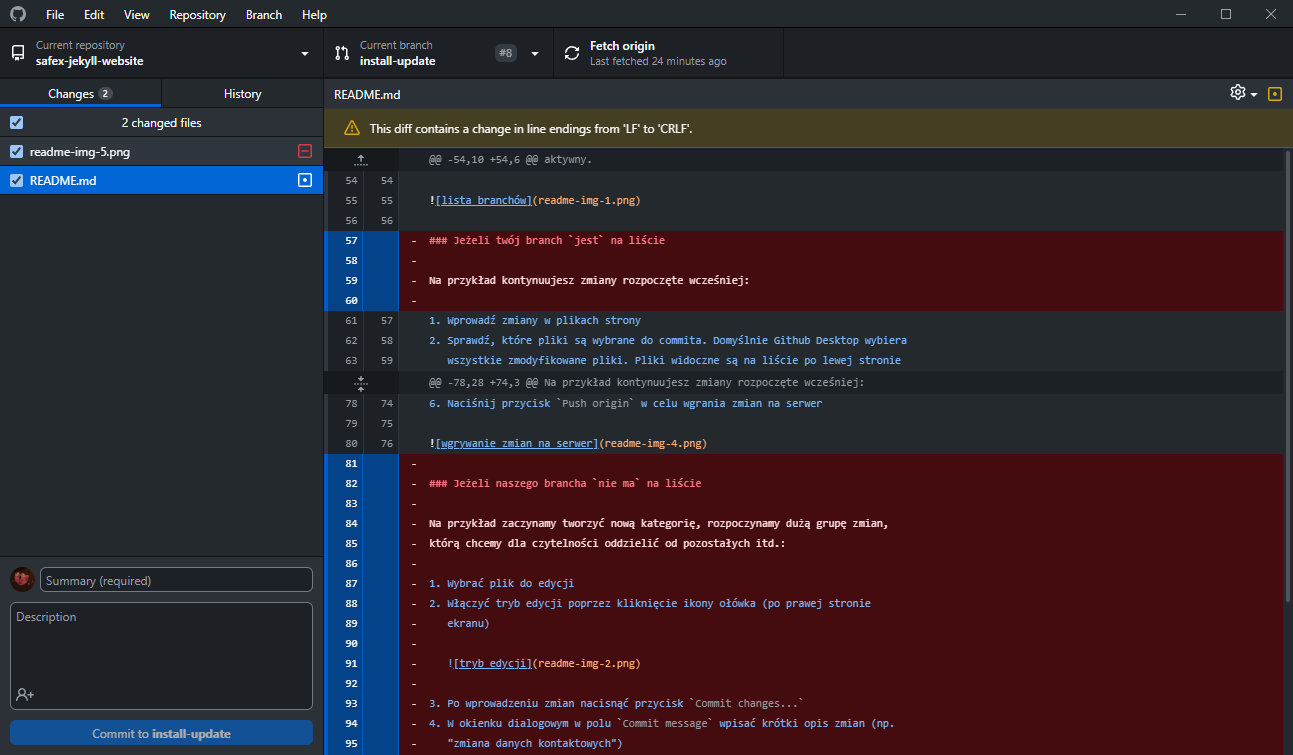 File Edit View Repository Branch Help
Current repository
safex-jekyll-website
Current branch
install-update
#8
Fetch origin
Last fetched 24 minutes ago
Changes 2 History
2 changed files
readme-img-5.png
README.md
Summary (required)
Description
Commit to install-update
README.md
This diff contains a change in line endings from 'LF' to 'CRLF'.
@@ -54,10 +54,6 @@ aktywny.
54 54
55 55 ![lista branchów](readme-img-1.png)
56 56
57 - ### Jeżeli twój branch `jest` na liście
58 -
59 - Na przykład kontynuujesz zmiany rozpoczęte wcześniej:
60 -
61 57 1. Wprowadź zmiany w plikach strony
62 58 2. Sprawdź, które pliki są wybrane do commita. Domyślnie Github Desktop wybiera
63 59 wszystkie zmodyfikowane pliki. Pliki widoczne są na liście po lewej stronie
@@ -78,28 +74,3 @@ Na przykład kontynuujesz zmiany rozpoczęte wcześniej:
78 74 6. Naciśnij przycisk `Push origin` w celu wgrania zmian na serwer
79 75
80 76 ![wgrywanie zmian na serwer](readme-img-4.png)
81 -
82 - ### Jeżeli naszego brancha `nie ma` na liście
83 -
84 - Na przykład zaczynamy tworzyć nową kategorię, rozpoczynamy dużą grupę zmian,
85 - którą chcemy dla czytelności oddzielić od pozostałych itd.:
86 -
87 - 1. Wybrać plik do edycji
88 - 2. Włączyć tryb edycji poprzez kliknięcie ikony ołówka (po prawej stronie
89 - ekranu)
90 -
91 - ![tryb edycji](readme-img-2.png)
92 -
93 - 3. Po wprowadzeniu zmian nacisnąć przycisk `Commit changes...`
94 - 4. W okienku dialogowym w polu `Commit message` wpisać krótki opis zmian (np.
95 - "zmiana danych kontaktowych")